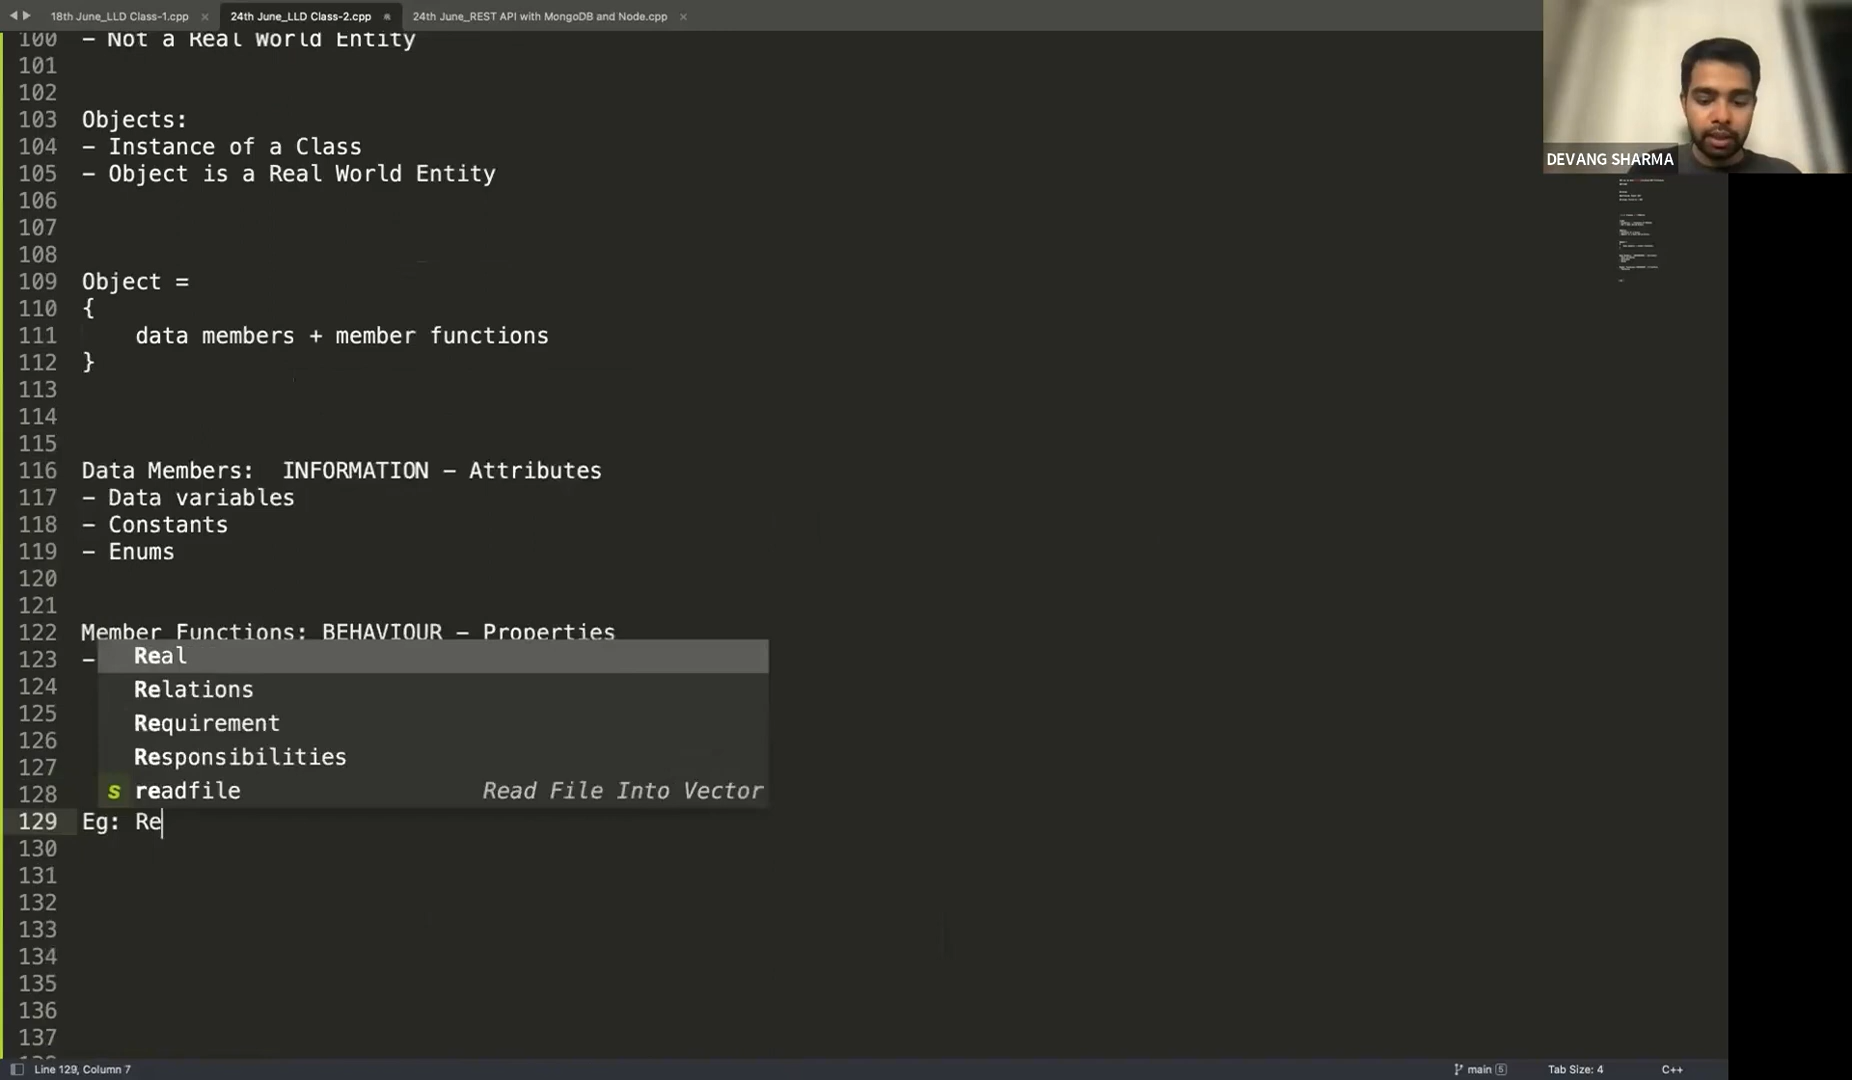 18th June_LLD Class-1.cpp × 24th June_LLD Class-2.cpp 24th June_REST API with MongoDB and Node.cpp ×
100 - Not a Real World Entity
101
102
103 Objects:
104 - Instance of a Class
105 - Object is a Real World Entity
106
107
108
109 Object =
110 {
111 data members + member functions
112 }
113
114
115
116 Data Members:  INFORMATION - Attributes
117 - Data variables
118 - Constants
119 - Enums
120
121
122 Member Functions: BEHAVIOUR - Properties
123 -
Real
124
Relations
125
Requirement
126
Responsibilities
127
s readfile Read File Into Vector
128
129 Eg: Re
130
131
132
133
134
135
136
137
DEVANG SHARMA
Line 129, Column 7 main 5 Tab Size: 4 C++